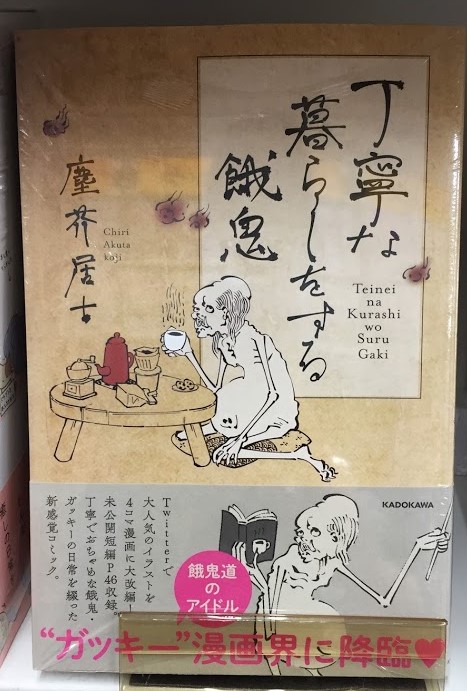 丁寧な
暮らしをする
餓鬼
Teinei
na
Kurashi
wo
Suru
Gaki
塵芥居士
Chiri
Akuta
koji
KADOKAWA
Twitterで
大人気のイラストを
4コマ漫画に大改編!
未公開短編P46収録。
丁寧でおちゃめな餓鬼・
ガッキーの日常を綴った
新感覚コミック。
餓鬼道の
アイドル
“ガッキー”漫画界に降臨♥